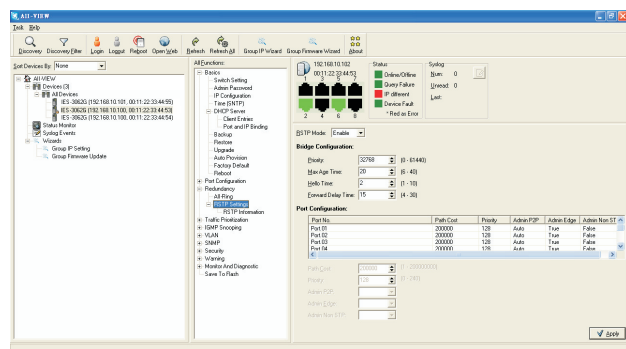 AII-VIEW
Task Help
Discovery Discovery Filter Login Logout Reboot Open Web Refresh Refresh All Group IP Wizard Group Firmware Wizard About
Sort Devices By: None
AII-VIEW
Devices (3)
All Devices
IES-3062G (192.168.10.101, 00:11:22:33:44:55)
IES-3062G (192.168.10.102, 00:11:22:33:44:53)
IES-3062G (192.168.10.100, 00:11:22:33:44:54)
Status Monitor
Syslog Events
Wizards
Group IP Setting
Group Firmware Update
All Functions:
Basics
Switch Setting
Admin Password
IP Configuration
Time (SNTP)
DHCP Server
Client Entries
Port and IP Binding
Backup
Restore
Upgrade
Auto Provision
Factory Default
Reboot
Port Configuration
Redundancy
All-Ring
RSTP Settings
RSTP Information
Traffic Prioritization
IGMP Snooping
VLAN
SNMP
Security
Warning
Monitor And Diagnostic
Save To Flash
192.168.10.102
00:11:22:33:44:53
1 3 5 7
2 4 6 8
Status
Online/Offline
Query Failure
IP different
Device Fault
* Red as Error
Syslog
Num: 0
Unread: 0
Last:
RSTP Mode: Enable
Bridge Configuration:
Priority: 32768 (0 - 61440)
Max Age Time: 20 (6 - 40)
Hello Time: 2 (1 - 10)
Forward Delay Time: 15 (4 - 30)
Port Configuration:
Port No. Path Cost Priority Admin P2P Admin Edge Admin Non ST
Port.01 200000 128 Auto True False
Port.02 200000 128 Auto True False
Port.03 200000 128 Auto True False
Port.04 200000 128 Auto True False
Path Cost: 200000 (1 - 200000000)
Priority: 128 (0 - 240)
Admin P2P:
Admin Edge:
Admin Non STP:
Apply